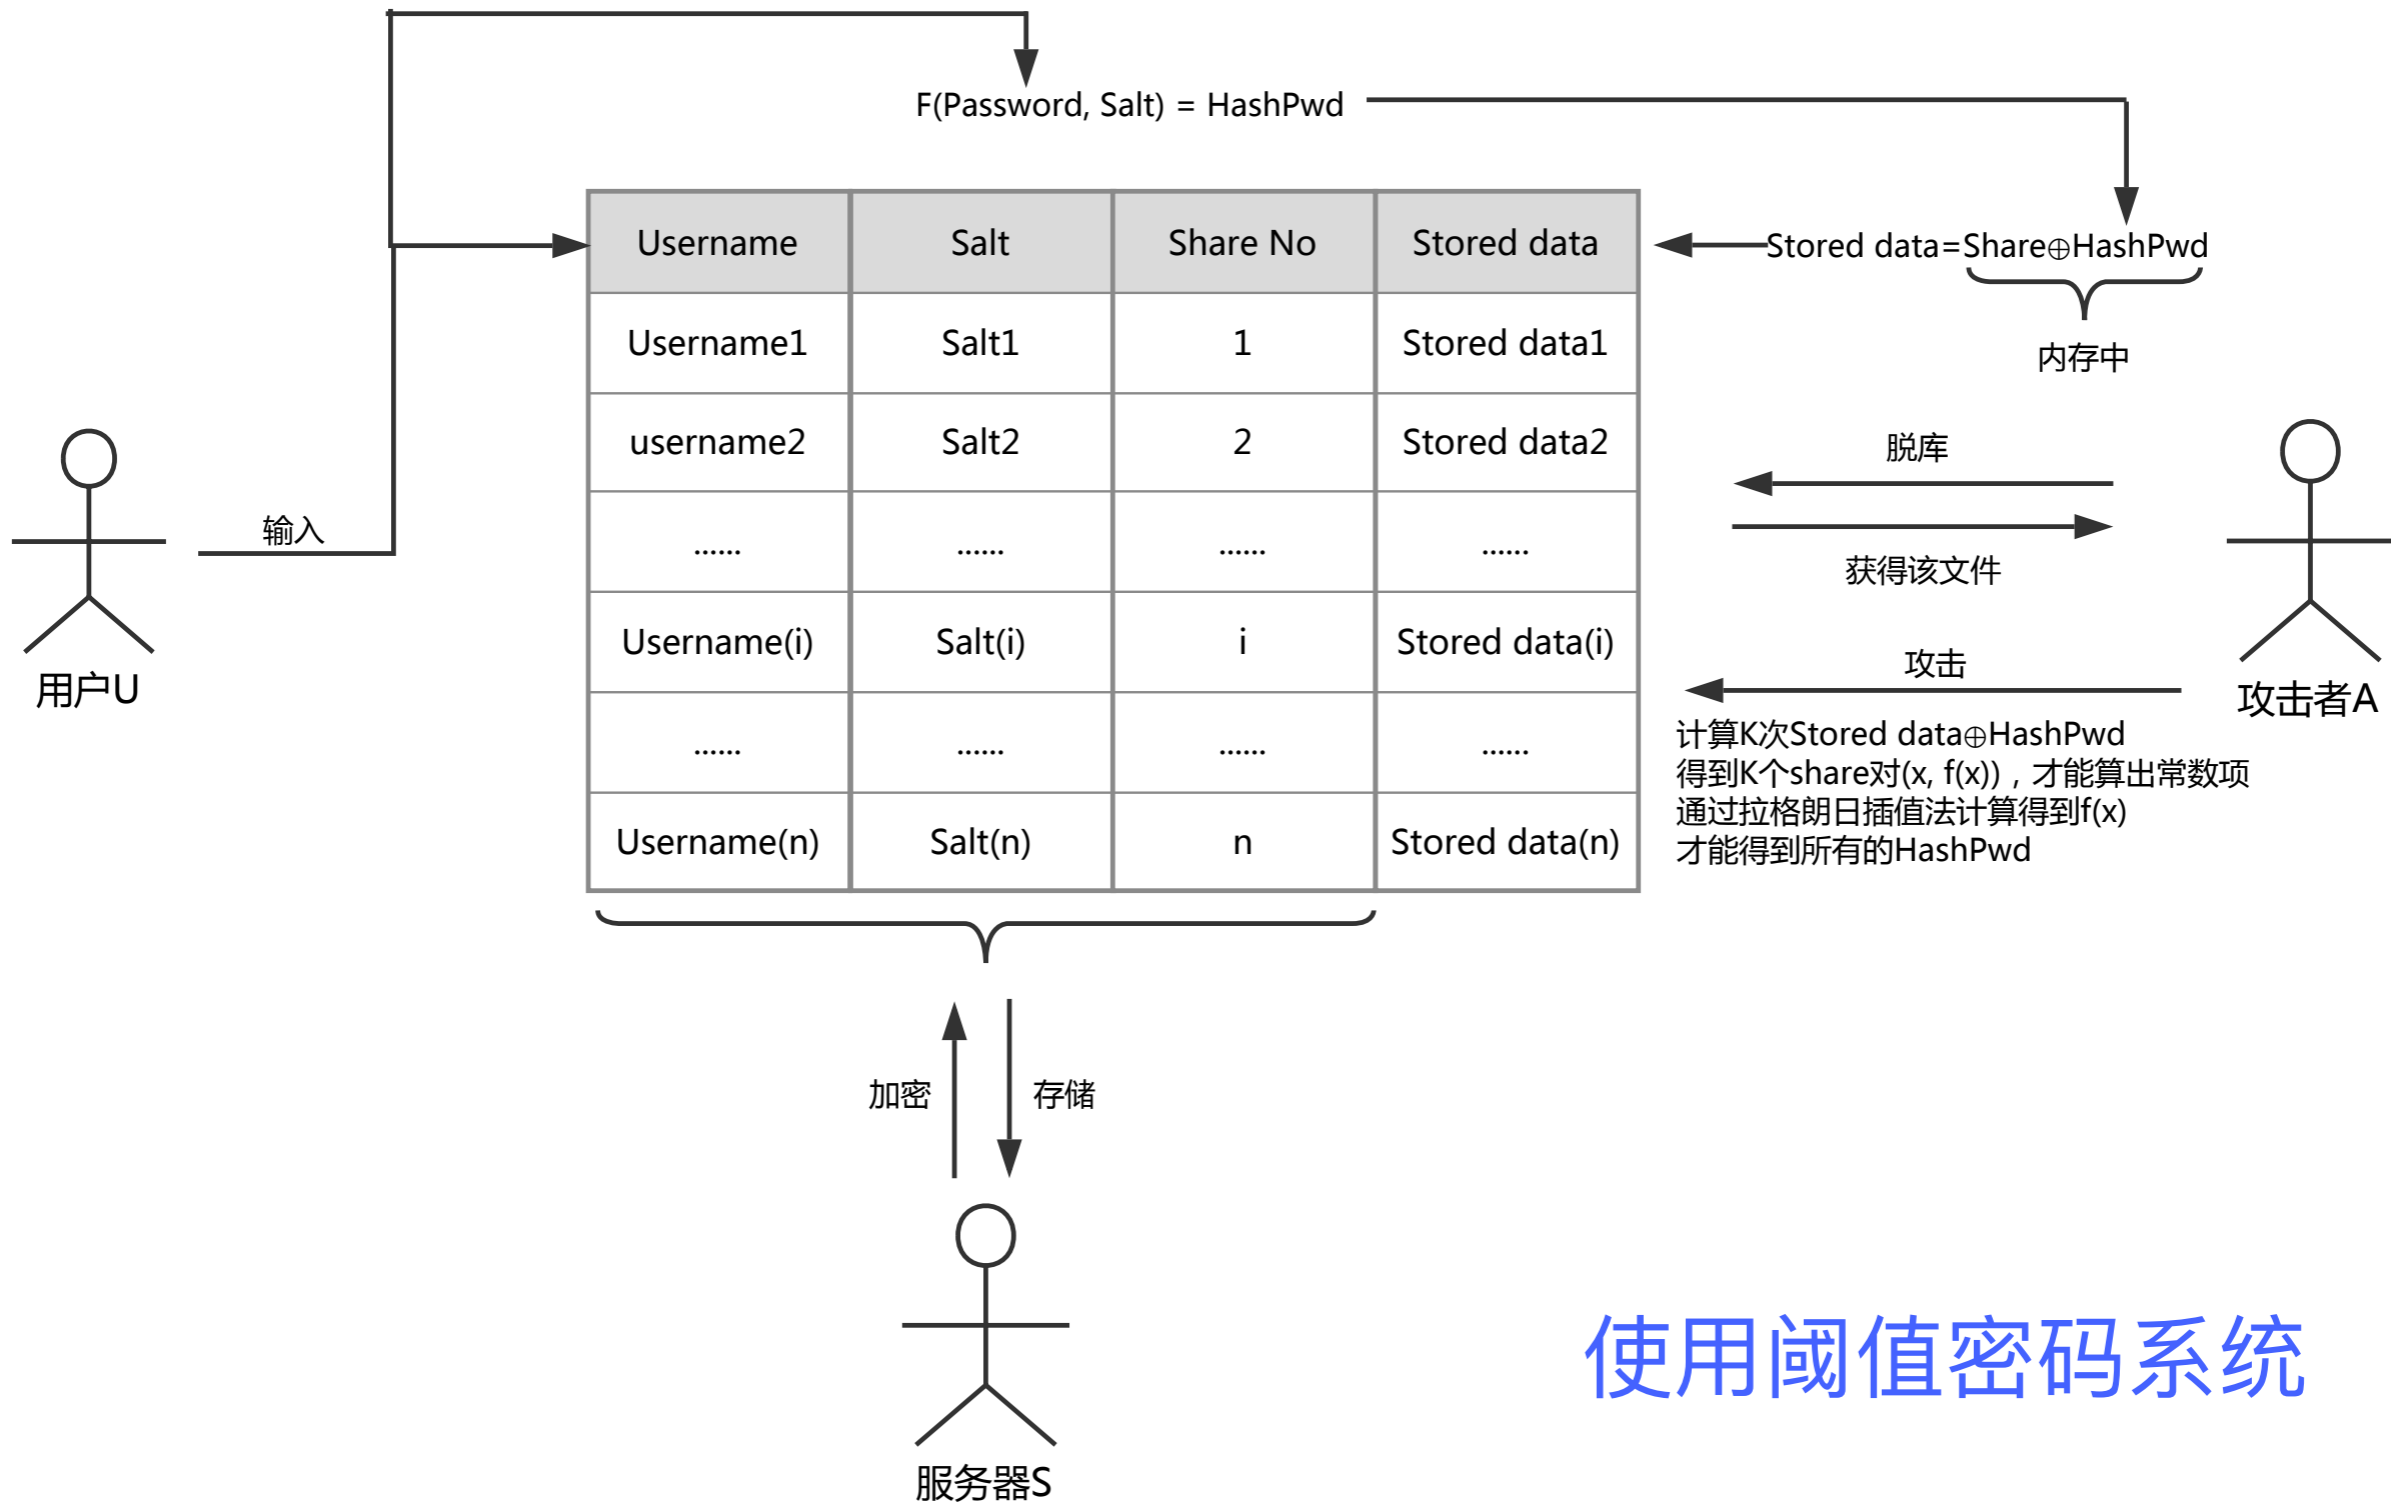 F(Password, Salt) = HashPwd
Username Salt Share No Stored data
Stored data=Share⊕HashPwd
内存中
Username1 Salt1 1 Stored data1
username2 Salt2 2 Stored data2
...... ...... ...... ......
Username(i) Salt(i) i Stored data(i)
...... ...... ...... ......
Username(n) Salt(n) n Stored data(n)
输入
用户U
脱库
获得该文件
攻击
攻击者A
计算K次Stored data⊕HashPwd
得到K个share对(x, f(x))，才能算出常数项
通过拉格朗日插值法计算得到f(x)
才能得到所有的HashPwd
加密
存储
服务器S
使用阈值密码系统